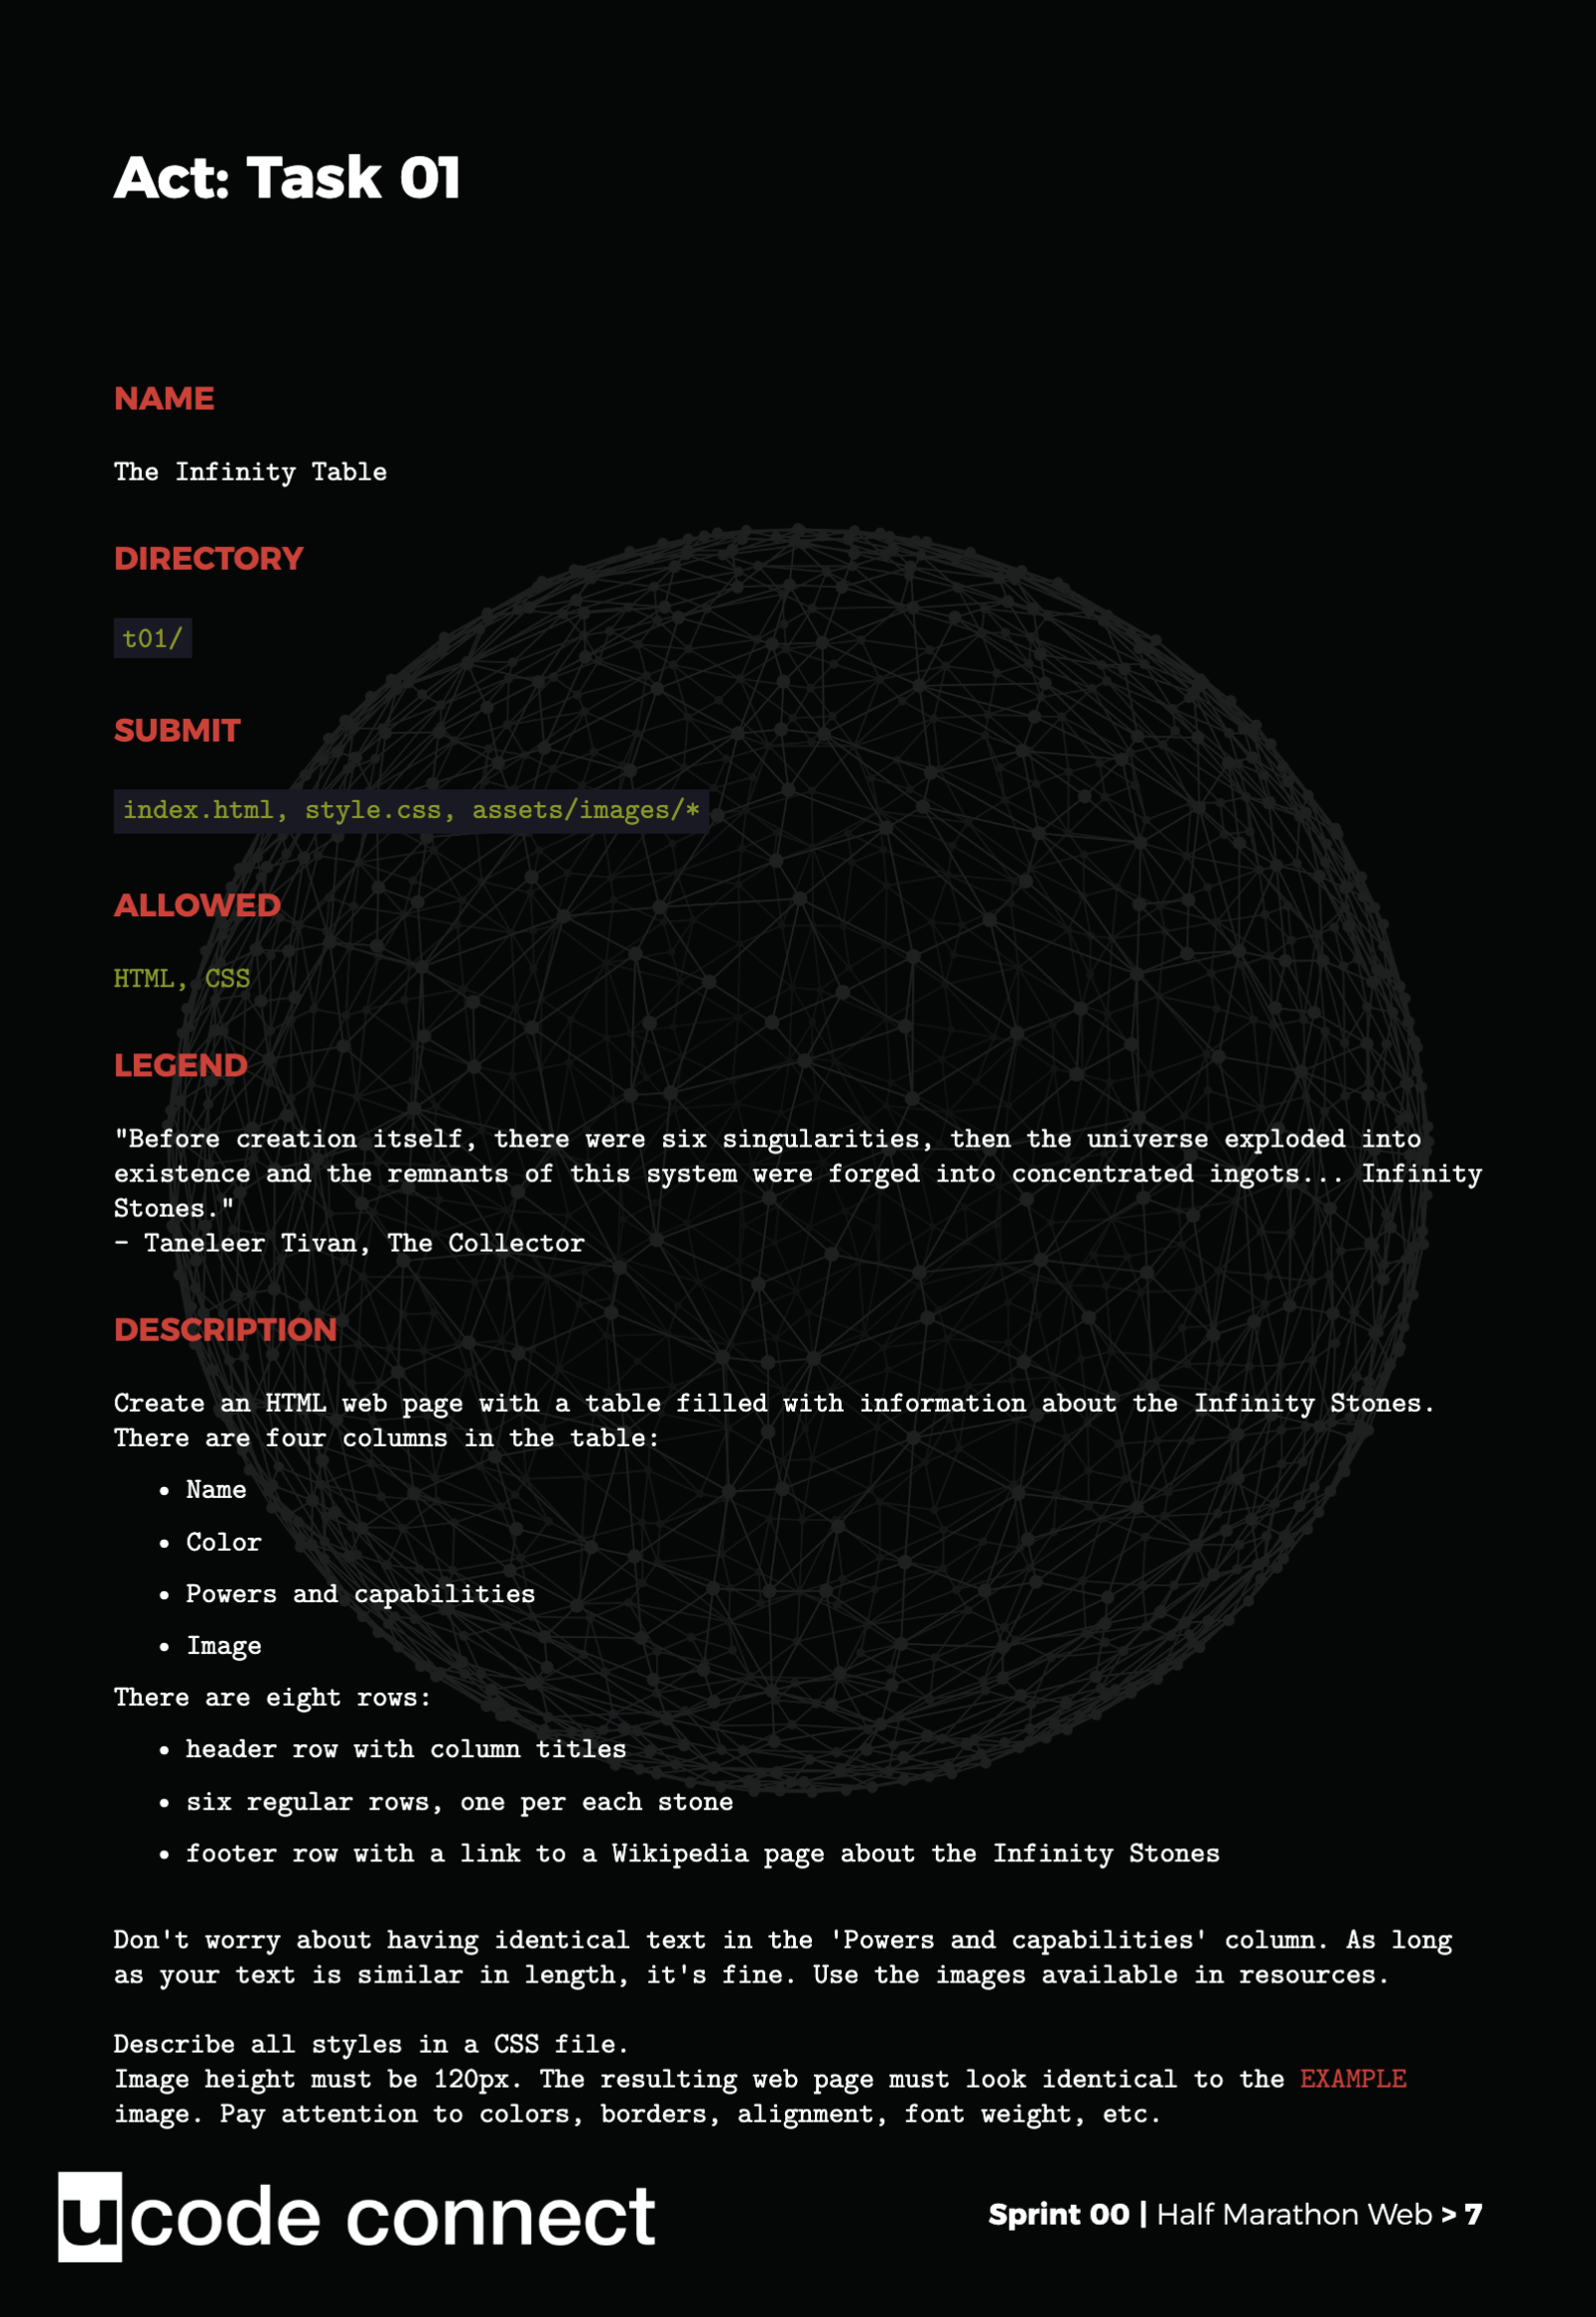 Act: Task 01
NAME
The Infinity Table
DIRECTORY
t01/
SUBMIT
index.html, style.css, assets/images/*
ALLOWED
HTML, CSS
LEGEND
"Before creation itself, there were six singularities, then the universe exploded into
existence and the remnants of this system were forged into concentrated ingots... Infinity
Stones."
- Taneleer Tivan, The Collector
DESCRIPTION
Create an HTML web page with a table filled with information about the Infinity Stones.
There are four columns in the table:
• Name
• Color
• Powers and capabilities
• Image
There are eight rows:
• header row with column titles
• six regular rows, one per each stone
• footer row with a link to a Wikipedia page about the Infinity Stones
Don't worry about having identical text in the 'Powers and capabilities' column. As long
as your text is similar in length, it's fine. Use the images available in resources.
Describe all styles in a CSS file.
Image height must be 120px. The resulting web page must look identical to the EXAMPLE
image. Pay attention to colors, borders, alignment, font weight, etc.
ucode connect
Sprint 00 | Half Marathon Web > 7